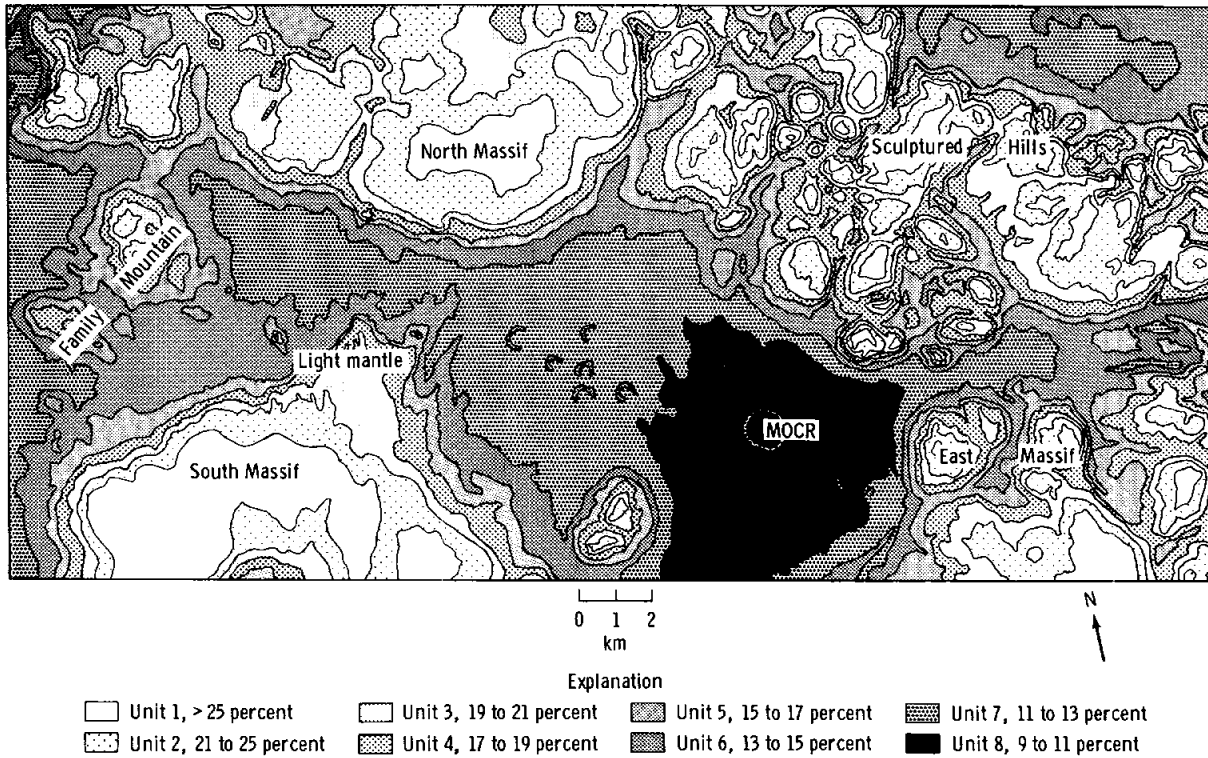 North Massif
Sculptured Hills
Mountain
Family
Light mantle
South Massif
MOCR
East Massif
0 1 2
km
N
Explanation
Unit 1, > 25 percent
Unit 3, 19 to 21 percent
Unit 5, 15 to 17 percent
Unit 7, 11 to 13 percent
Unit 2, 21 to 25 percent
Unit 4, 17 to 19 percent
Unit 6, 13 to 15 percent
Unit 8, 9 to 11 percent